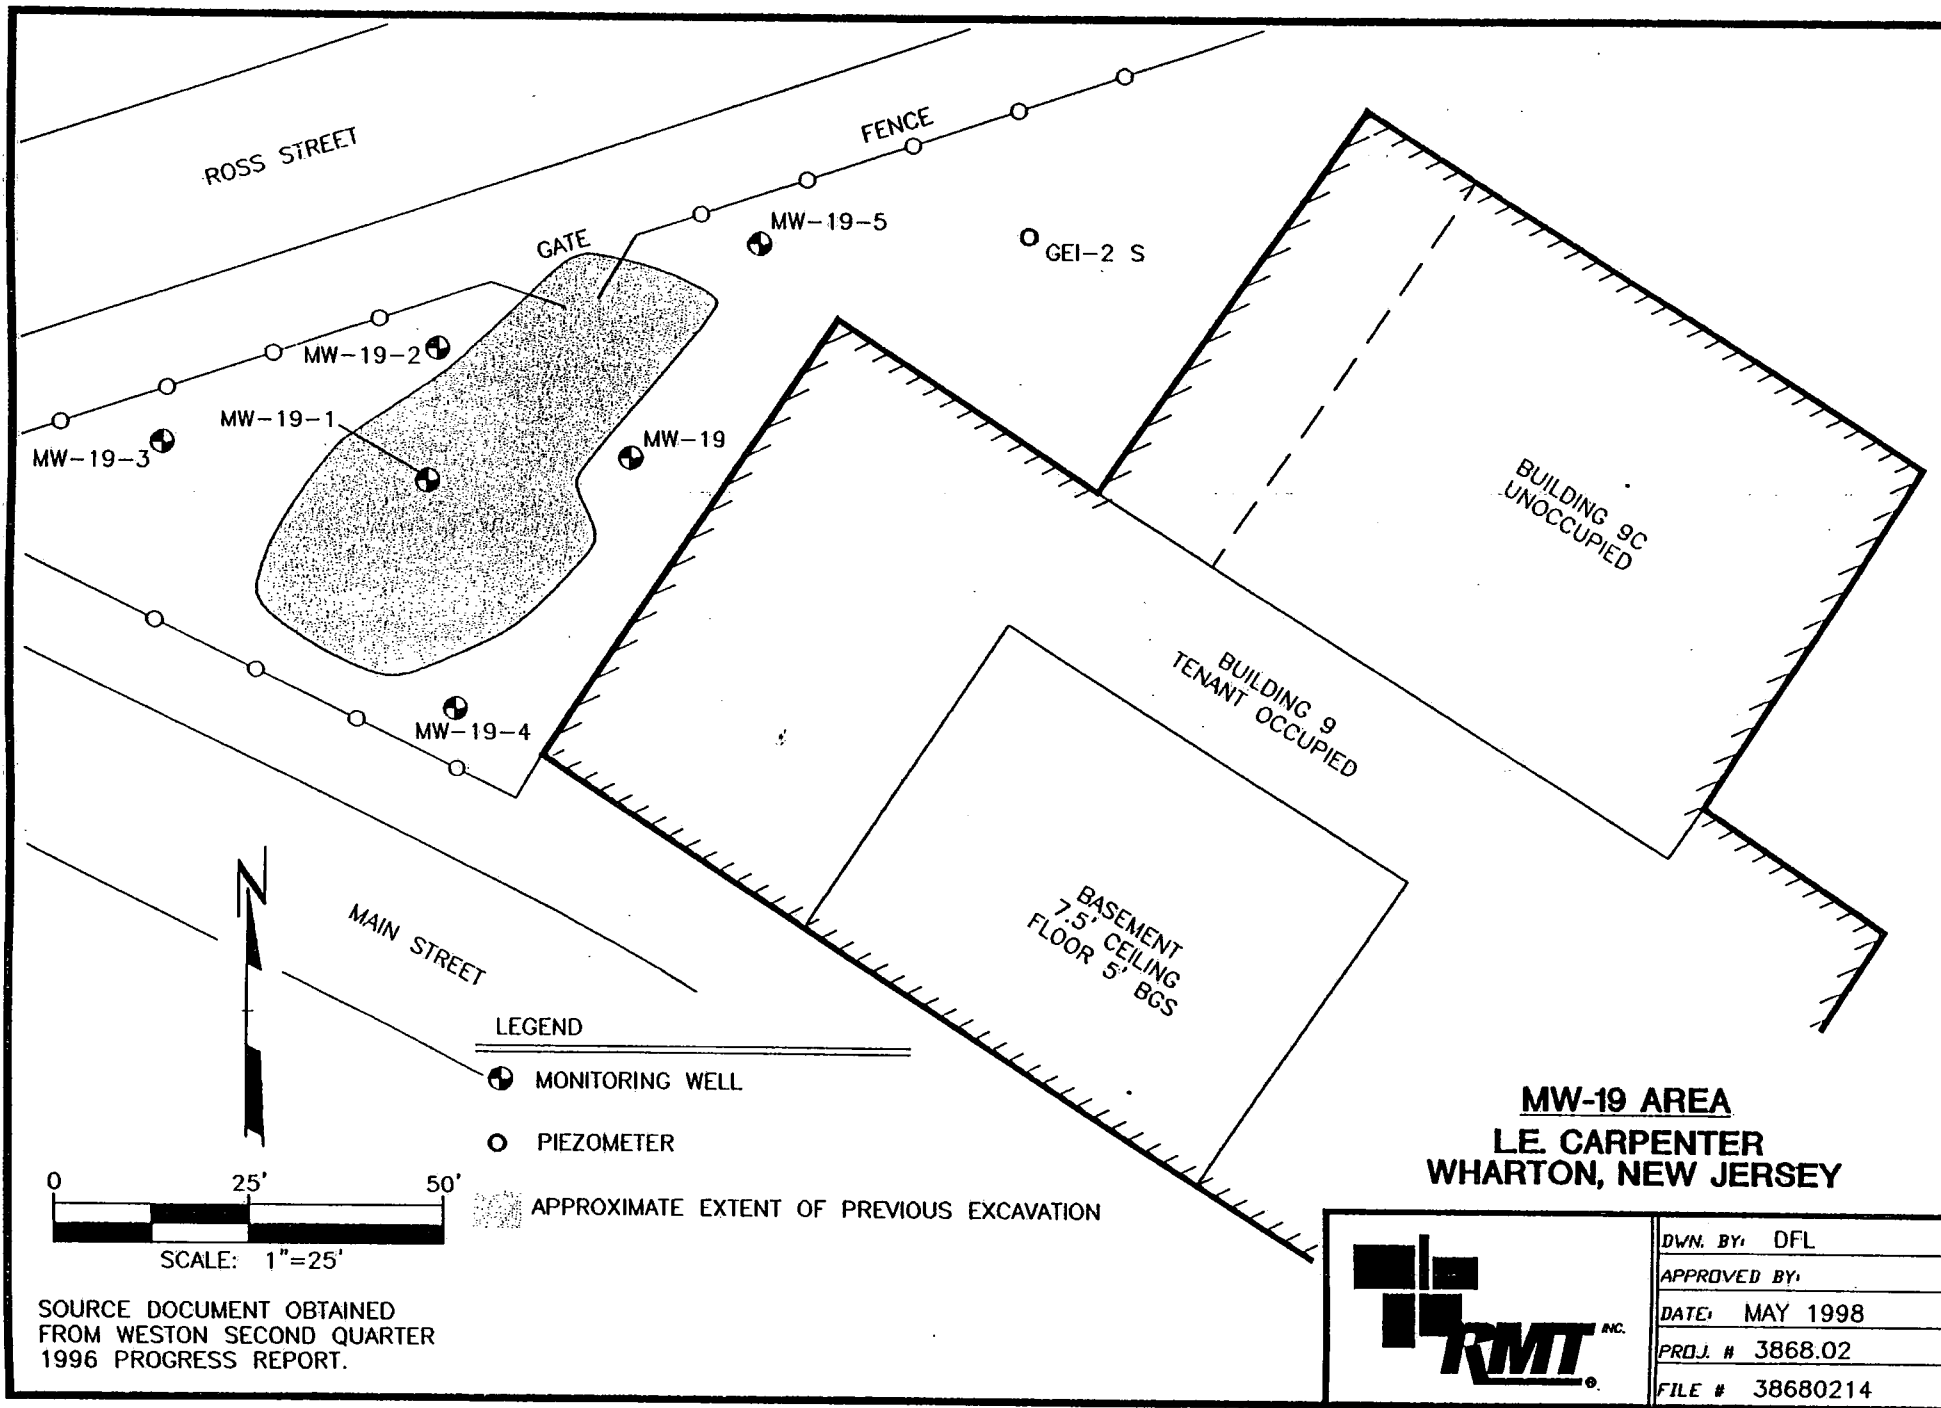 ROSS STREET
FENCE
GATE
MW-19-5
GEI-2 S
MW-19-2
MW-19-1
MW-19-3
MW-19
MW-19-4
BUILDING 9C
UNOCCUPIED
BUILDING 9
TENANT OCCUPIED
BASEMENT
7.5' CEILING
FLOOR 5' BGS
MAIN STREET
N
LEGEND
MONITORING WELL
PIEZOMETER
APPROXIMATE EXTENT OF PREVIOUS EXCAVATION
0 25' 50'
SCALE: 1"=25'
SOURCE DOCUMENT OBTAINED
FROM WESTON SECOND QUARTER
1996 PROGRESS REPORT.
MW-19 AREA
L.E. CARPENTER
WHARTON, NEW JERSEY
RMT INC. ®
DWN. BY: DFL
APPROVED BY:
DATE: MAY 1998
PROJ. # 3868.02
FILE # 38680214